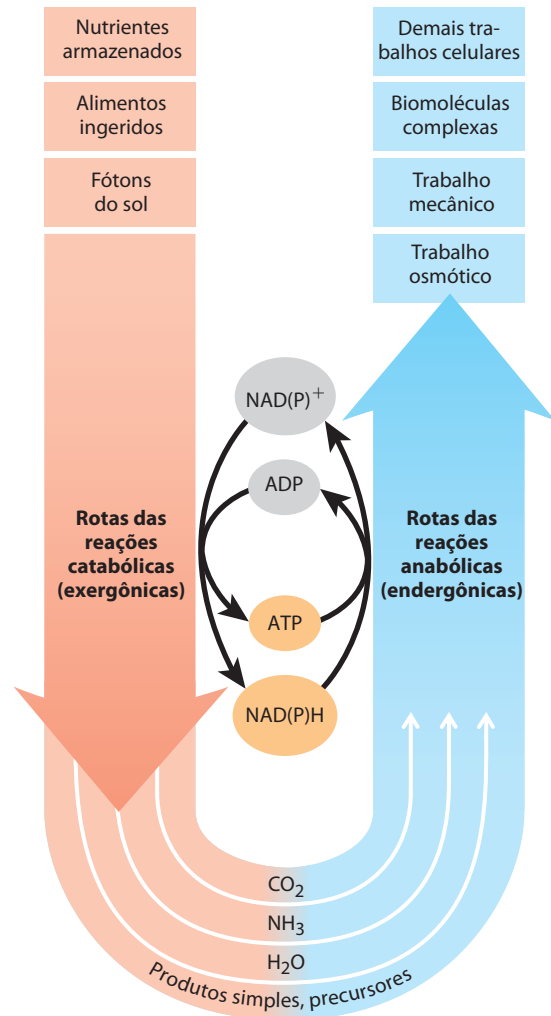 Nutrientes
armazenados
Alimentos
ingeridos
Fótons
do sol
Demais tra-
balhos celulares
Biomoléculas
complexas
Trabalho
mecânico
Trabalho
osmótico
NAD(P)+
ADP
ATP
NAD(P)H
Rotas das
reações
catabólicas
(exergônicas)
Rotas das
reações
anabólicas
(endergônicas)
CO2
NH3
H2O
Produtos simples, precursores